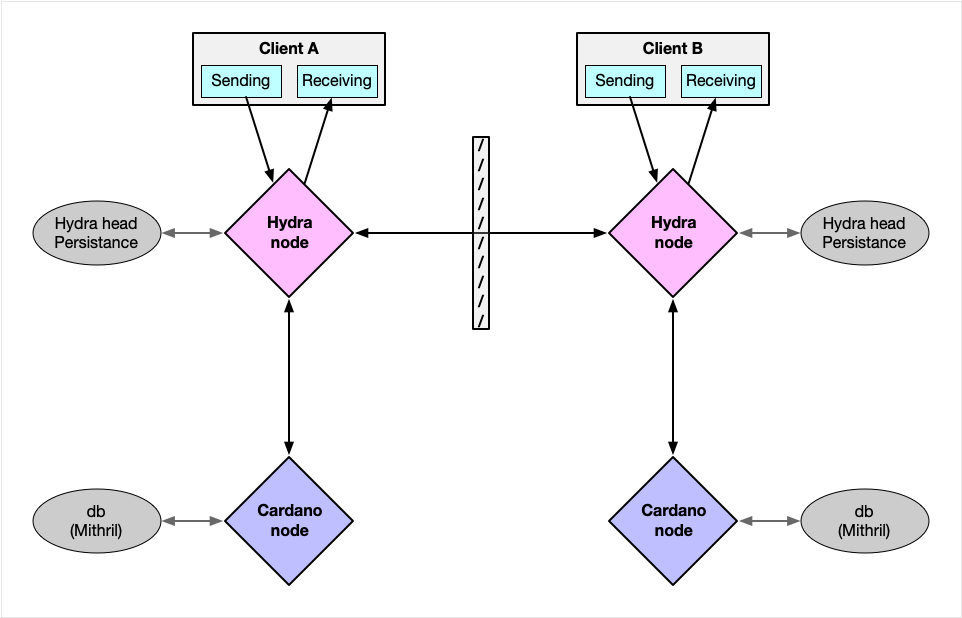 Client A
Sending
Receiving
Client B
Sending
Receiving
Hydra head
Persistance
Hydra
node
Hydra
node
Hydra head
Persistance
db
(Mithril)
Cardano
node
Cardano
node
db
(Mithril)